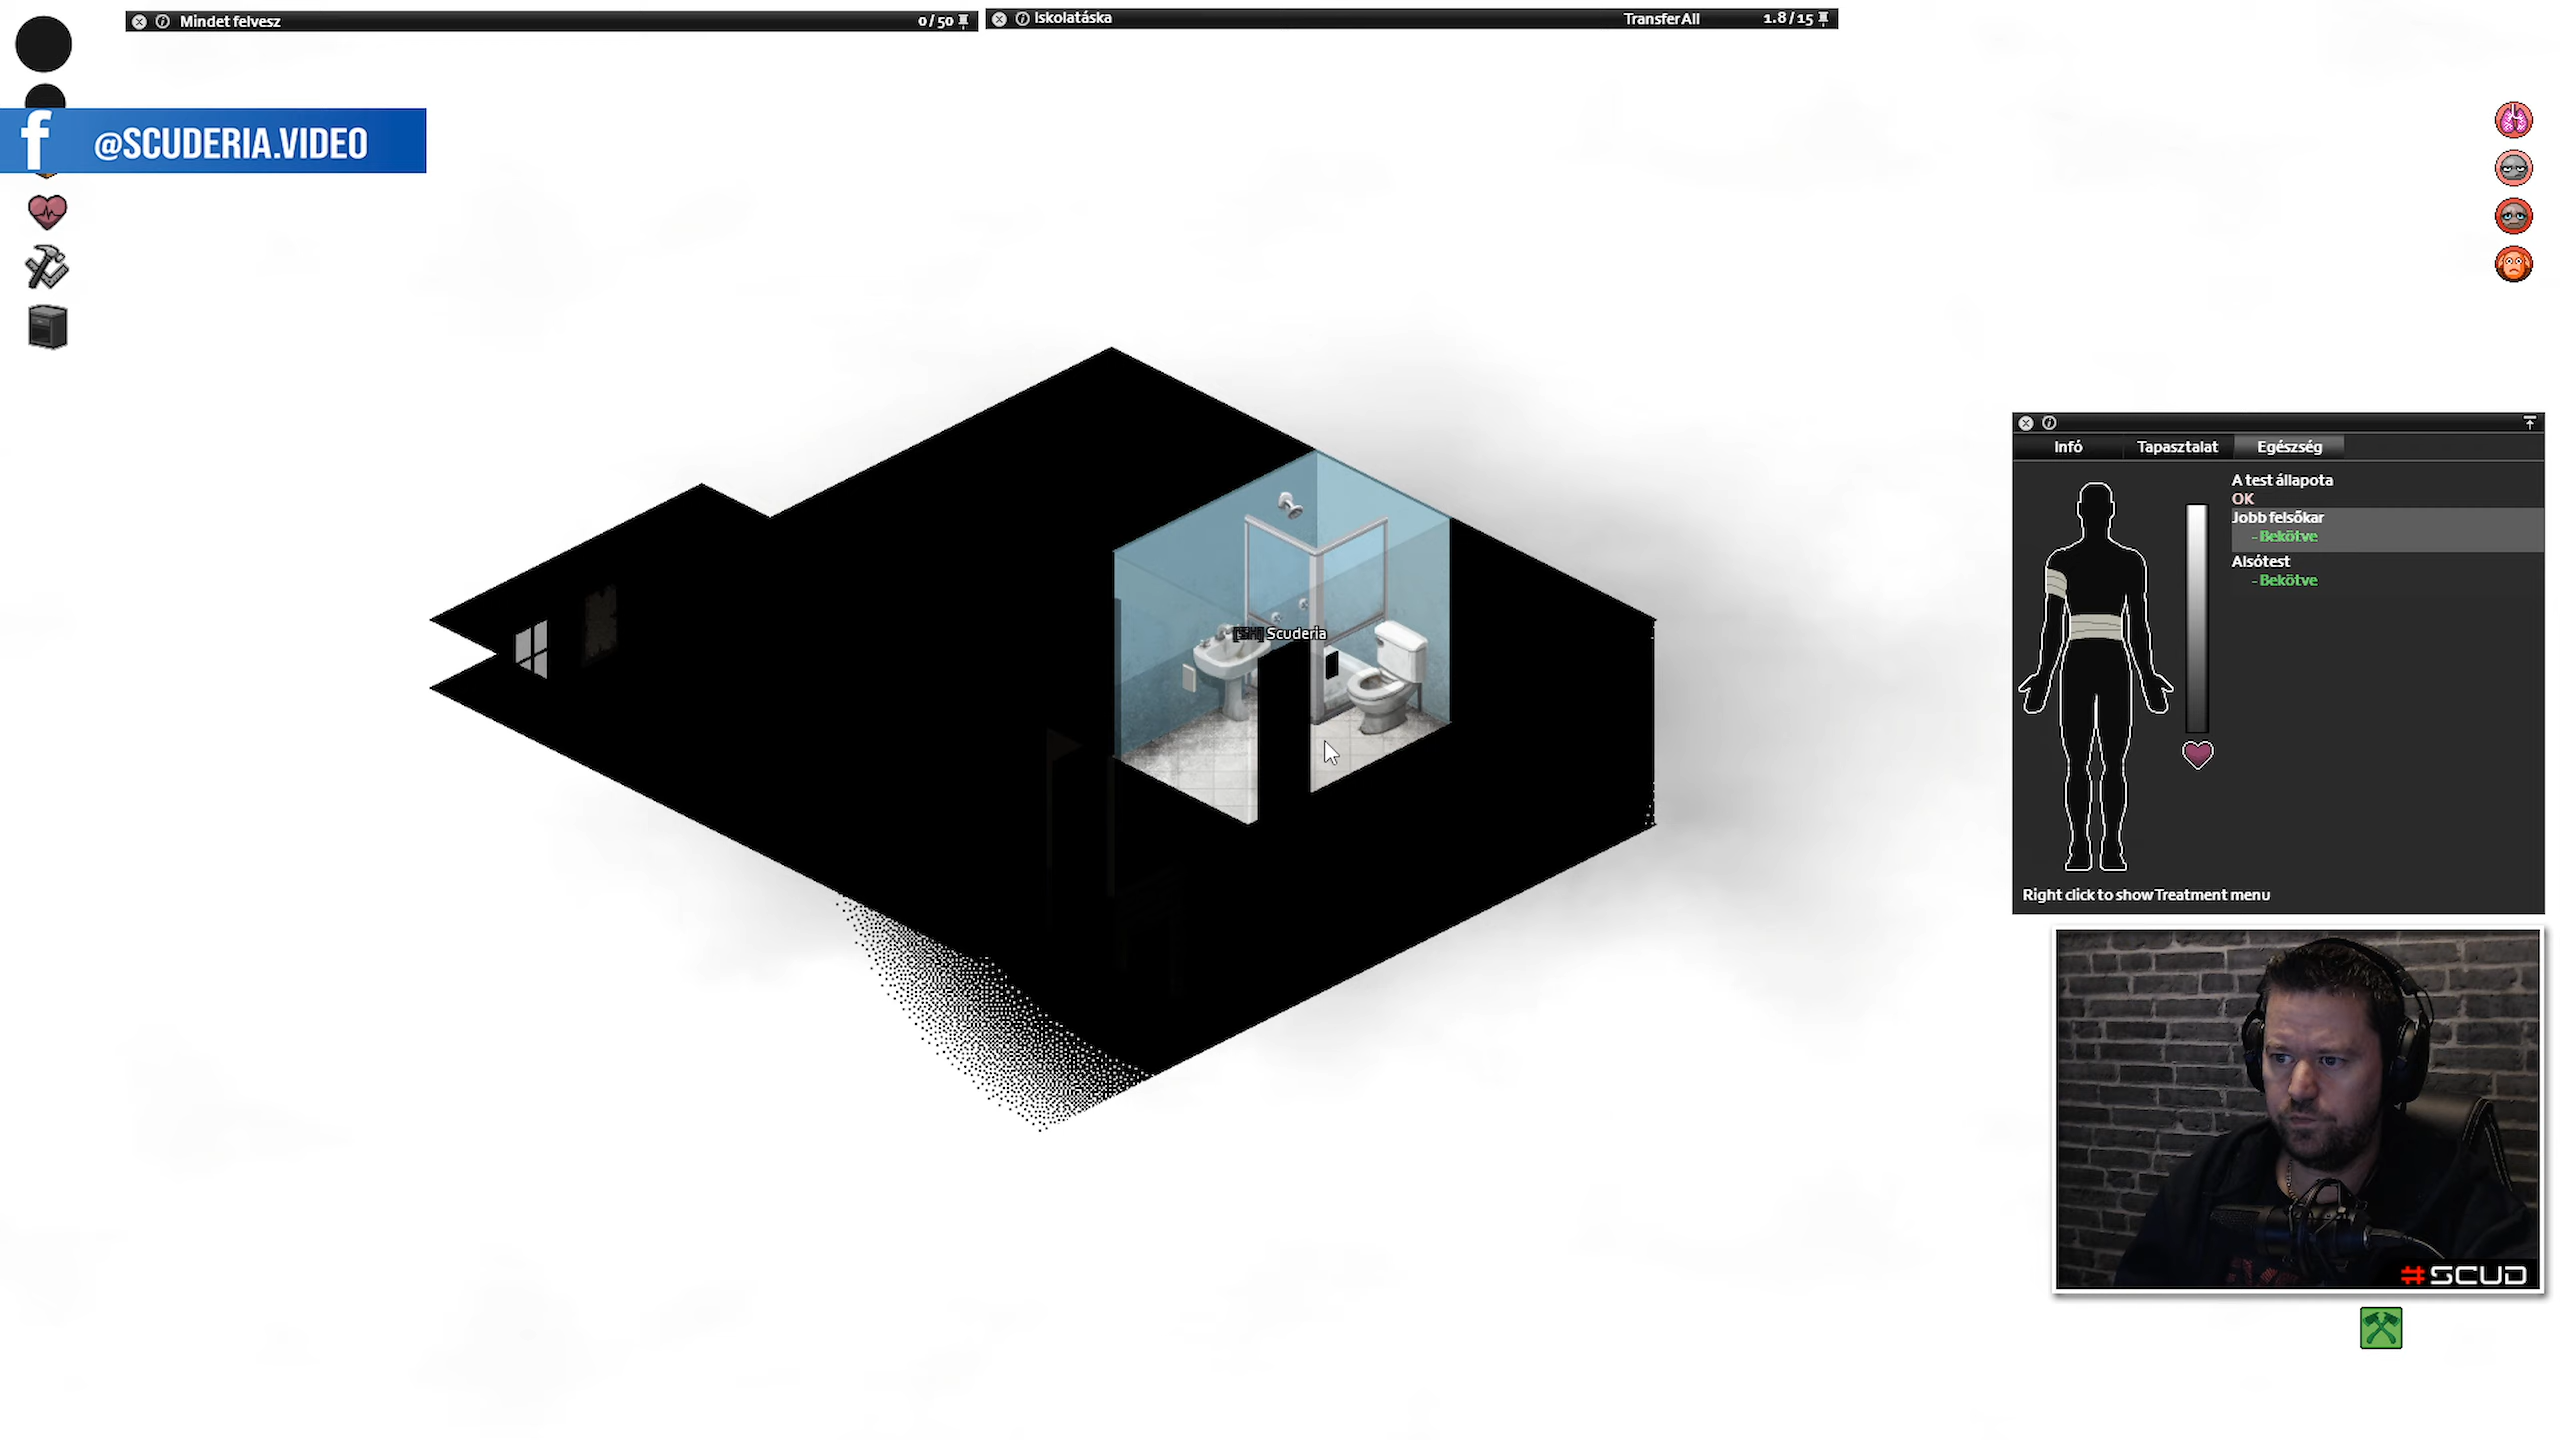 Mindet felvesz
0 / 50
Iskolatáska
Transfer All
1.8 / 15
f @SCUDERIA.VIDEO
Infó
Tapasztalat
Egészség
A test állapota
OK
Jobb felsőkar
- Bekötve
Alsótest
- Bekötve
Scuderia
Right click to show Treatment menu
#SCUD